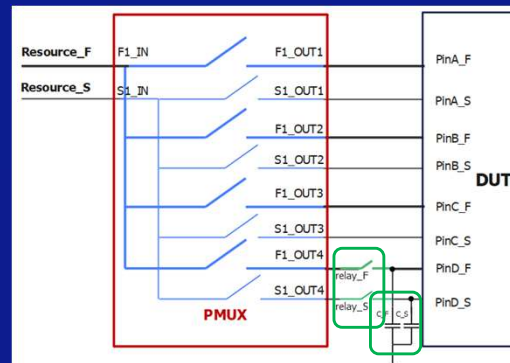 Resource_F F1_IN F1_OUT1 PinA_F
Resource_S S1_IN S1_OUT1 PinA_S
F1_OUT2 PinB_F
S1_OUT2 PinB_S
DUT
F1_OUT3 PinC_F
S1_OUT3 PinC_S
F1_OUT4 PinD_F
relay_F
S1_OUT4 PinD_S
relay_S
C_F C_S
PMUX